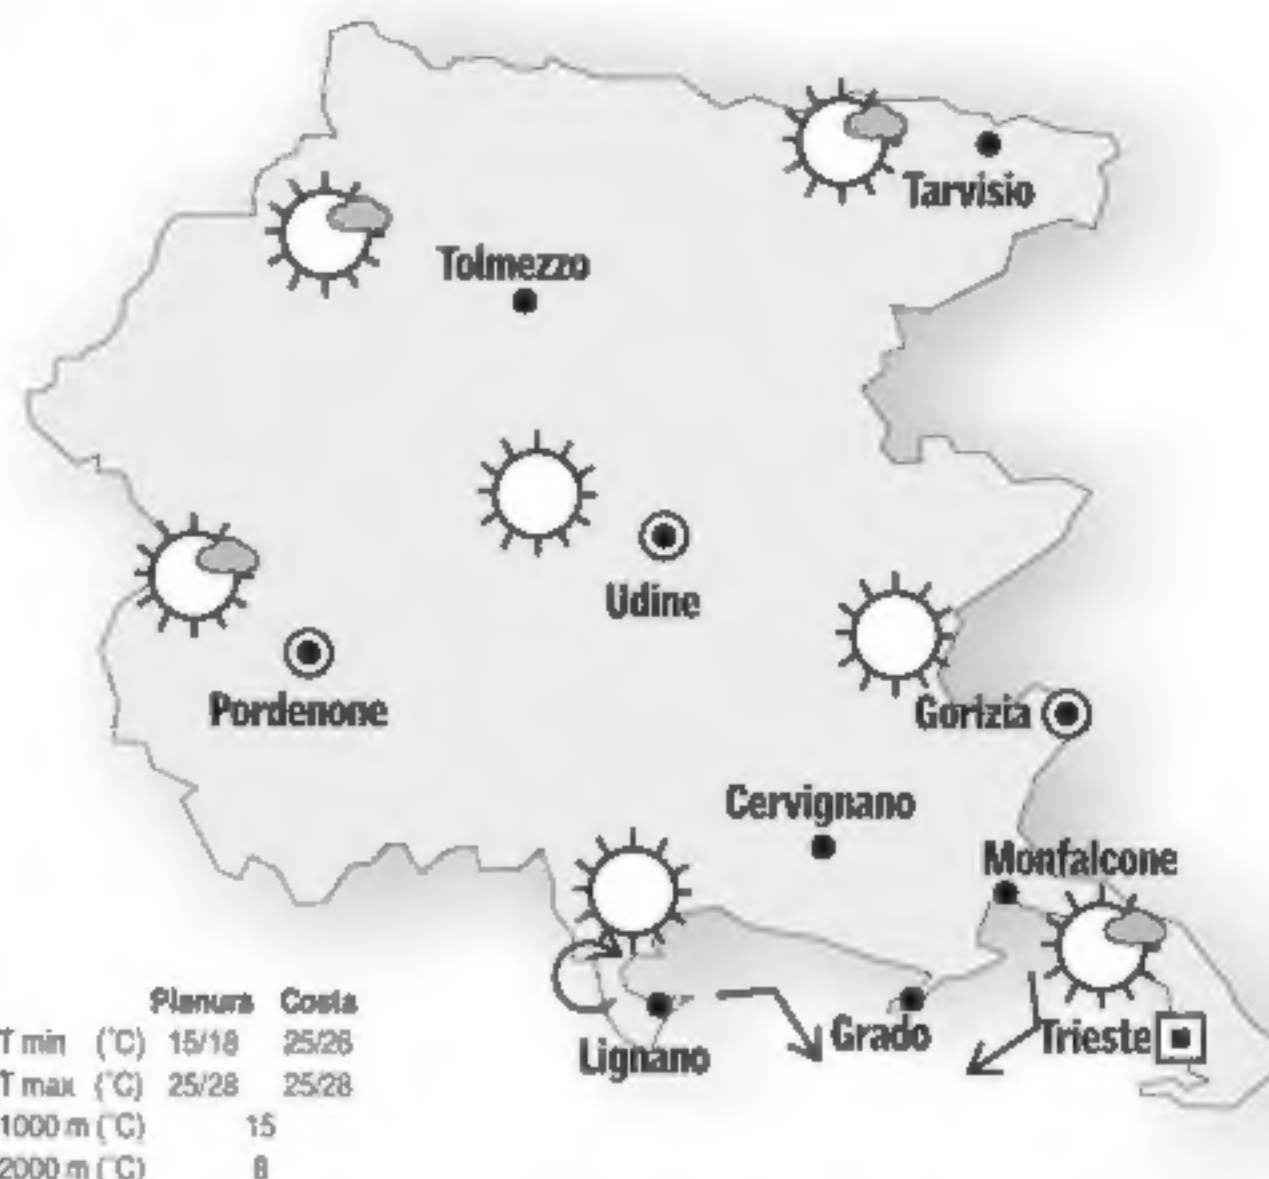 Tarvisio
Tolmezzo
Udine
Pordenone
Gorizia
Cervignano
Monfalcone
Grado
Trieste
Lignano
Pianura Costa
T min (°C) 15/18 25/28
T max (°C) 25/28 25/28
1000 m (°C) 15
2000 m (°C) 8